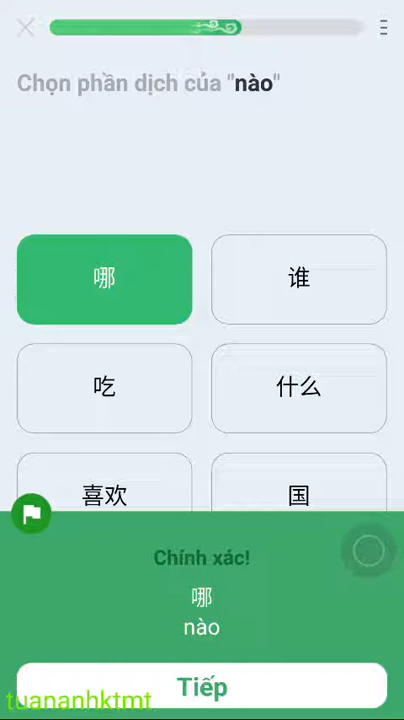 Chọn phần dịch của "nào"
哪
谁
吃
什么
喜欢
国
Chính xác!
哪
nào
Tiếp
tuananhktmt